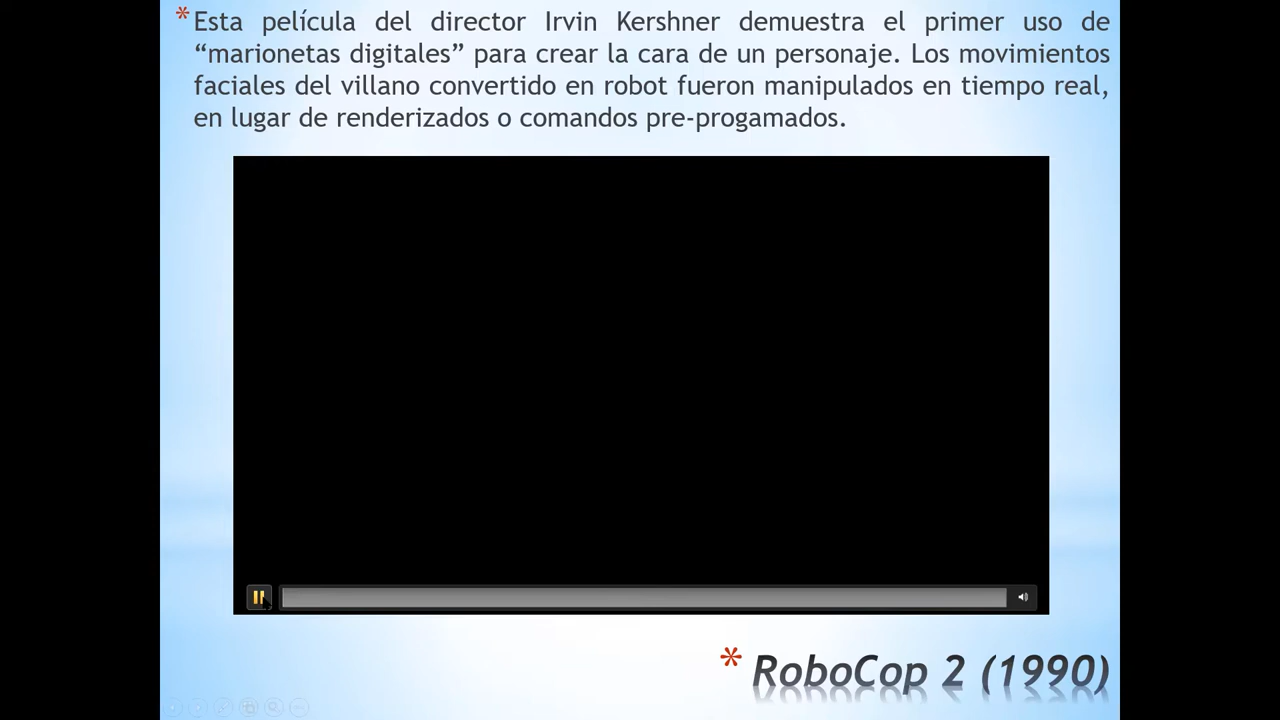 * Esta película del director Irvin Kershner demuestra el primer uso de
“marionetas digitales” para crear la cara de un personaje. Los movimientos
faciales del villano convertido en robot fueron manipulados en tiempo real,
en lugar de renderizados o comandos pre-progamados.
* RoboCop 2 (1990)